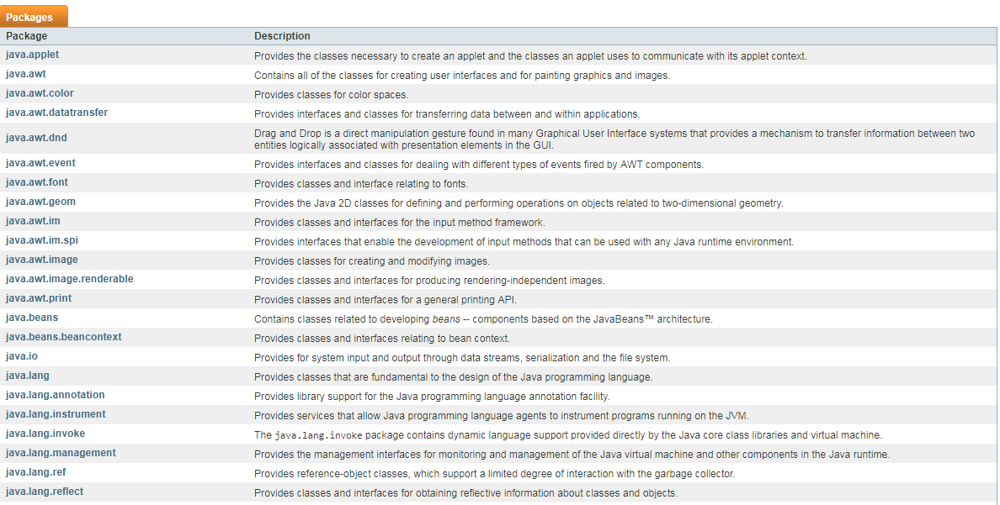 Packages
Package Description
java.applet Provides the classes necessary to create an applet and the classes an applet uses to communicate with its applet context.
java.awt Contains all of the classes for creating user interfaces and for painting graphics and images.
java.awt.color Provides classes for color spaces.
java.awt.datatransfer Provides interfaces and classes for transferring data between and within applications.
java.awt.dnd Drag and Drop is a direct manipulation gesture found in many Graphical User Interface systems that provides a mechanism to transfer information between two
entities logically associated with presentation elements in the GUI.
java.awt.event Provides interfaces and classes for dealing with different types of events fired by AWT components.
java.awt.font Provides classes and interface relating to fonts.
java.awt.geom Provides the Java 2D classes for defining and performing operations on objects related to two-dimensional geometry.
java.awt.im Provides classes and interfaces for the input method framework.
java.awt.im.spi Provides interfaces that enable the development of input methods that can be used with any Java runtime environment.
java.awt.image Provides classes for creating and modifying images.
java.awt.image.renderable Provides classes and interfaces for producing rendering-independent images.
java.awt.print Provides classes and interfaces for a general printing API.
java.beans Contains classes related to developing beans -- components based on the JavaBeans™ architecture.
java.beans.beancontext Provides classes and interfaces relating to bean context.
java.io Provides for system input and output through data streams, serialization and the file system.
java.lang Provides classes that are fundamental to the design of the Java programming language.
java.lang.annotation Provides library support for the Java programming language annotation facility.
java.lang.instrument Provides services that allow Java programming language agents to instrument programs running on the JVM.
java.lang.invoke The java.lang.invoke package contains dynamic language support provided directly by the Java core class libraries and virtual machine.
java.lang.management Provides the management interfaces for monitoring and management of the Java virtual machine and other components in the Java runtime.
java.lang.ref Provides reference-object classes, which support a limited degree of interaction with the garbage collector.
java.lang.reflect Provides classes and interfaces for obtaining reflective information about classes and objects.